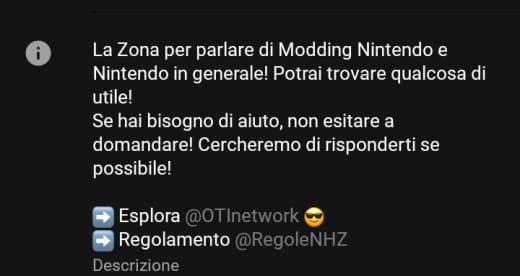 La Zona per parlare di Modding Nintendo e
Nintendo in generale! Potrai trovare qualcosa di
utile!
Se hai bisogno di aiuto, non esitare a
domandare! Cercheremo di risponderti se
possibile!
➡️ Esplora @OTInetwork 😎
➡️ Regolamento @RegoleNHZ
Descrizione